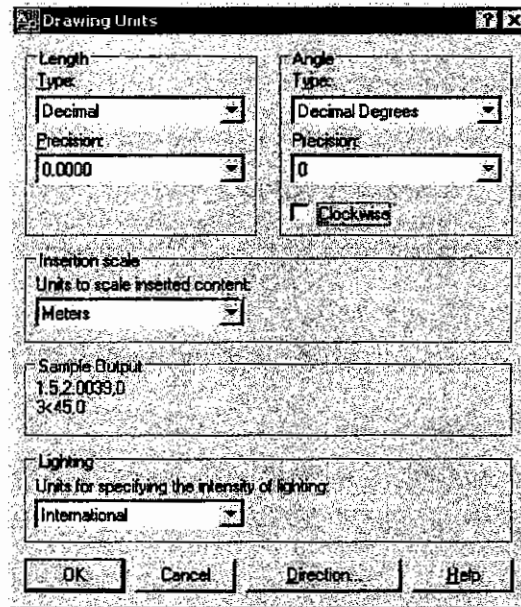 Drawing Units
Length
Type:
Decimal
Precision:
0.0000
Angle
Type:
Decimal Degrees
Precision:
0
Clockwise
Insertion scale
Units to scale inserted content:
Meters
Sample Output
1.5,2.0039,0
3<45,0
Lighting
Units for specifying the intensity of lighting:
International
OK
Cancel
Direction...
Help